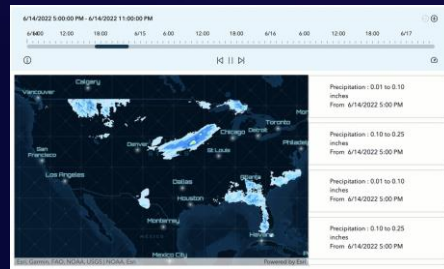 6/14/2022 5:00:00 PM - 6/14/2022 11:00:00 PM
12:00 18:00 6/15 6:00 12:00 18:00 6/16 6:00 12:00 18:00 6/17
Calgary
Vancouver
Toronto
Chicago Detroit
Denver
Philadelp
San Francisco
St Louis
Los Angeles
Atlanta
Dallas
Houston
Monterrey
MÉXICO
Havana
Mexico City
Esri, Garmin, FAO, NOAA, USGS | NOAA, Esri
Powered by Esri
Precipitation : 0.01 to 0.10
inches
From 6/14/2022 5:00 PM
Precipitation : 0.10 to 0.25
inches
From 6/14/2022 5:00 PM
Precipitation : 0.01 to 0.10
inches
From 6/14/2022 5:00 PM
Precipitation : 0.10 to 0.25
inches
From 6/14/2022 5:00 PM